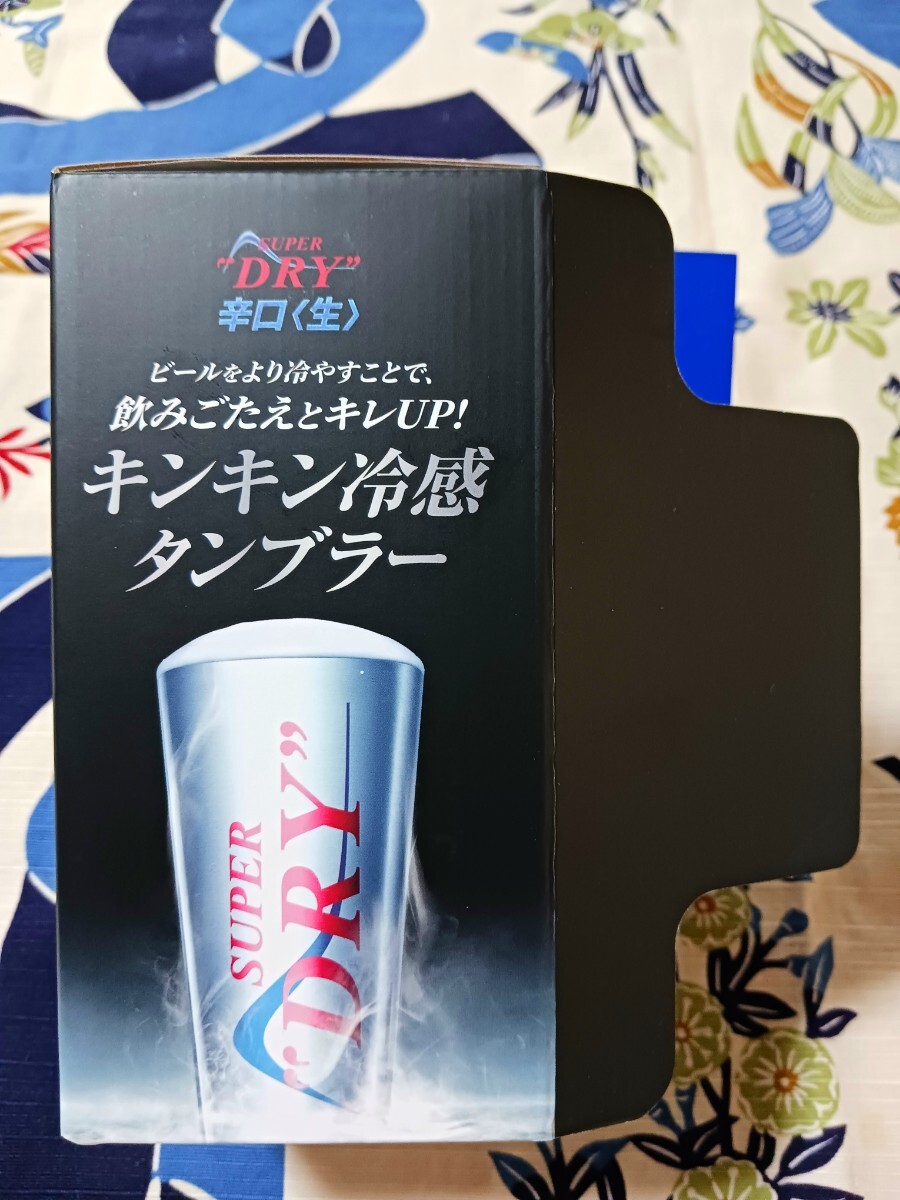 SUPER
“DRY”
辛口〈生〉
ビールをより冷やすことで、
飲みごたえとキレUP!
キンキン冷感
タンブラー
SUPER
“DRY”